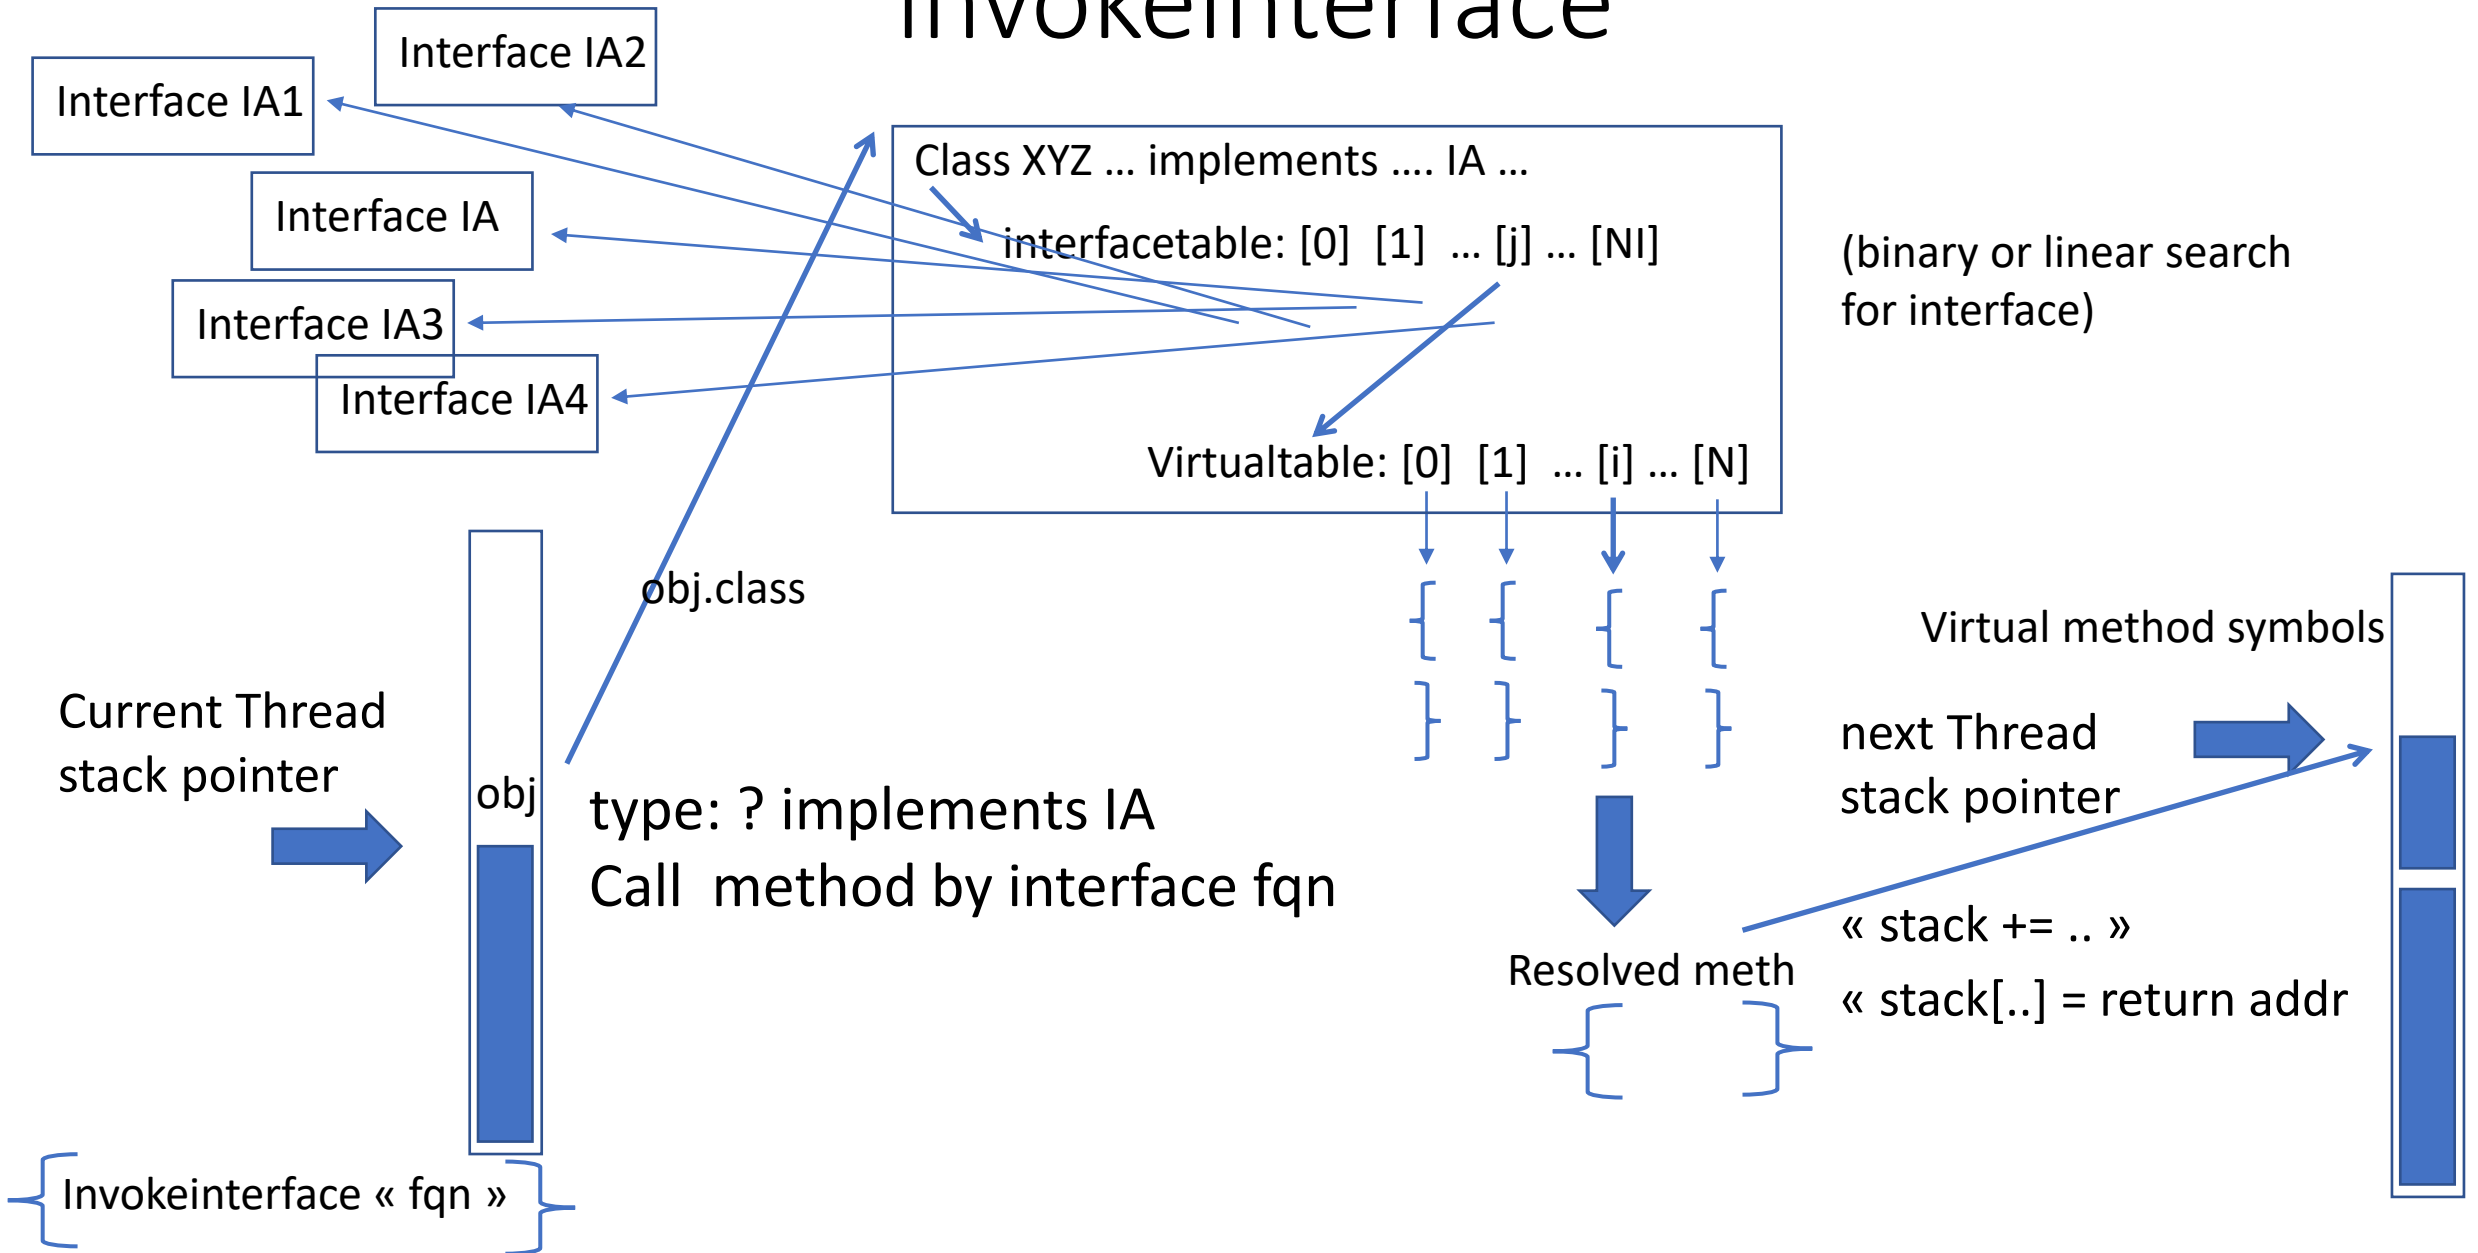 invokeinterface
Interface IA2
Interface IA1
Class XYZ … implements …. IA …
Interface IA
interfacetable: [0] [1] … [j] … [NI]
(binary or linear search
for interface)
Interface IA3
Interface IA4
Virtualtable: [0] [1] … [i] … [N]
obj.class
Virtual method symbols
Current Thread
stack pointer
obj
type: ? implements IA
Call method by interface fqn
next Thread
stack pointer
« stack += .. »
Resolved meth
« stack[..] = return addr
Invokeinterface « fqn »